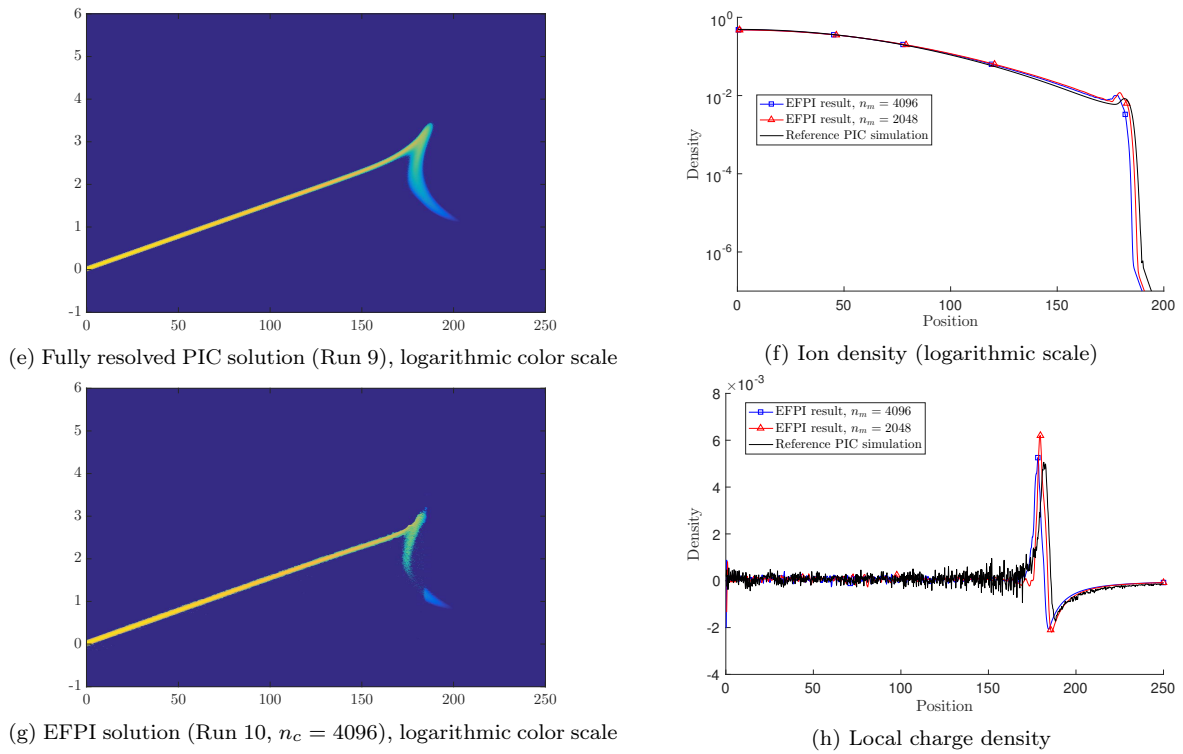 6
5
4
3
2
1
0
-1
0 50 100 150 200 250
(e) Fully resolved PIC solution (Run 9), logarithmic color scale
10^0
10^-2
10^-4
10^-6
Density
EFPI result, n_m = 4096
EFPI result, n_m = 2048
Reference PIC simulation
0 50 100 150 200
Position
(f) Ion density (logarithmic scale)
6
5
4
3
2
1
0
-1
0 50 100 150 200 250
(g) EFPI solution (Run 10, n_c = 4096), logarithmic color scale
×10^-3
8
6
4
2
0
-2
-4
Density
EFPI result, n_m = 4096
EFPI result, n_m = 2048
Reference PIC simulation
0 50 100 150 200 250
Position
(h) Local charge density